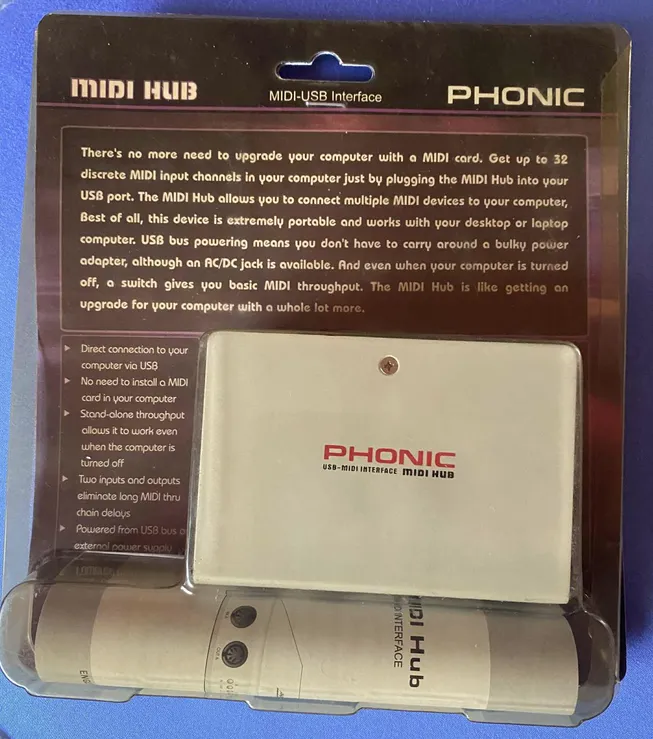 MIDI HUB
MIDI-USB Interface
PHONIC
There's no more need to upgrade your computer with a MIDI card. Get up to 32
discrete MIDI input channels in your computer just by plugging the MIDI Hub into your
USB port. The MIDI Hub allows you to connect multiple MIDI devices to your computer,
Best of all, this device is extremely portable and works with your desktop or laptop
computer. USB bus powering means you don't have to carry around a bulky power
adapter, although an AC/DC jack is available. And even when your computer is turned
off, a switch gives you basic MIDI throughput. The MIDI Hub is like getting an
upgrade for your computer with a whole lot more.
Direct connection to your
computer via USB
No need to install a MIDI
card in your computer
Stand-alone throughput
allows it to work even
when the computer is
turned off
Two inputs and outputs
eliminate long MIDI thru
chain delays
Powered from USB bus
external power supply
PHONIC
USB-MIDI INTERFACE MIDI HUB
MIDI Hub
INTERFACE